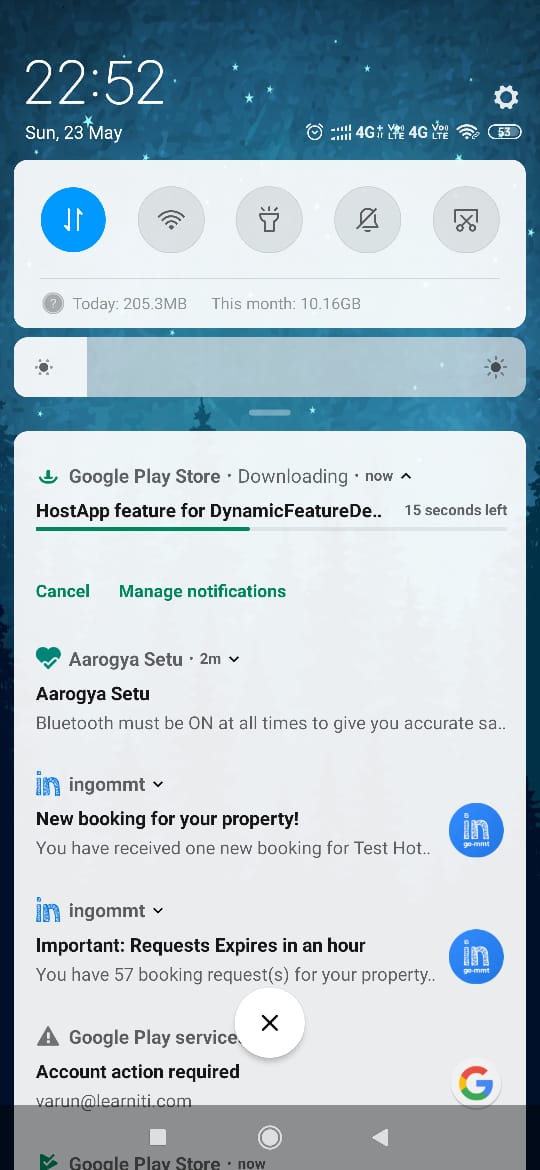 22:52
Sun, 23 May
4G+ Vo) LTE 4G Vo)) LTE 53
Today: 205.3MB This month: 10.16GB
Google Play Store · Downloading · now
HostApp feature for DynamicFeatureDe.. 15 seconds left
Cancel Manage notifications
Aarogya Setu · 2m
Aarogya Setu
Bluetooth must be ON at all times to give you accurate sa..
in ingommt
New booking for your property!
You have received one new booking for Test Hot..
in
go-mmt
in ingommt
Important: Requests Expires in an hour
You have 57 booking request(s) for your property..
in
go-mmt
Google Play service
Account action required
varun@learniti.com
G
Google Play Store · now